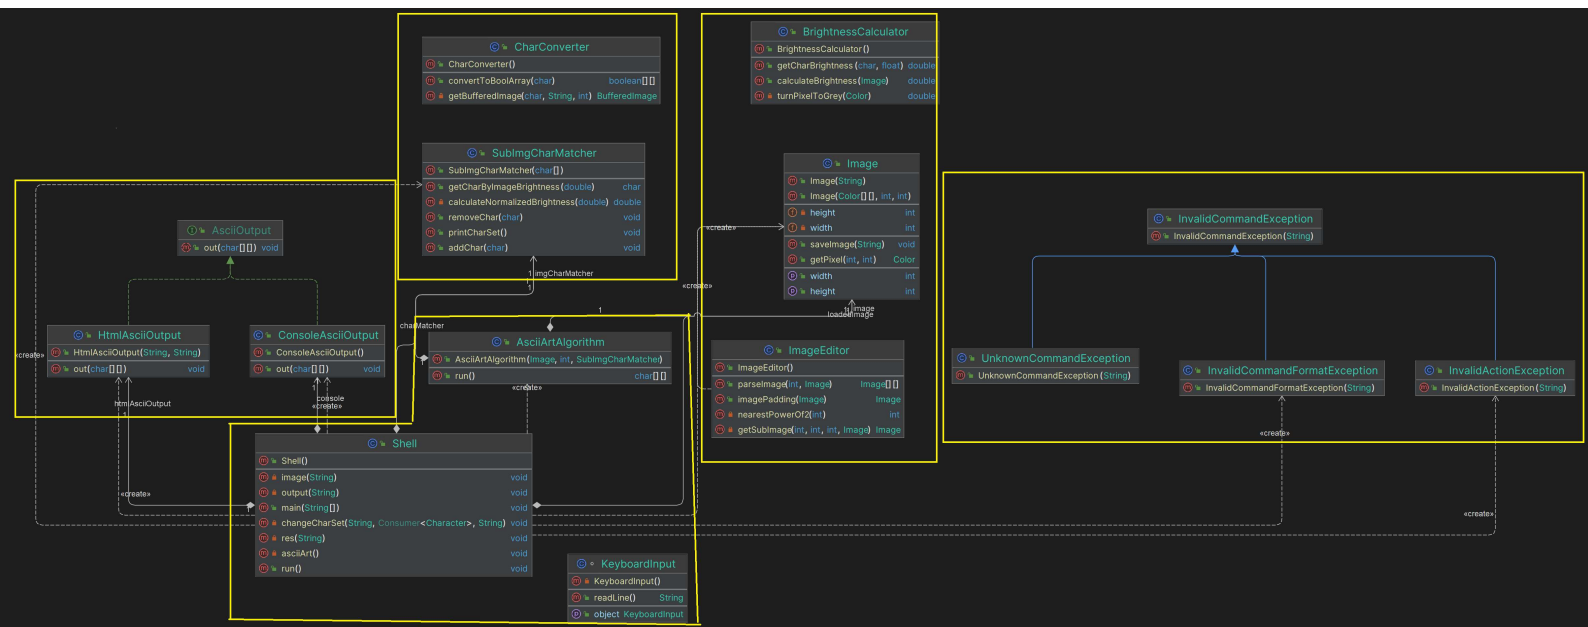 CharConverter
CharConverter()
convertToBoolArray(char) boolean[][]
getBufferedImage(char, String, int) BufferedImage
BrightnessCalculator
BrightnessCalculator()
getCharBrightness(char, float) double
calculateBrightness(Image) double
turnPixelToGrey(Color) double
SubImgCharMatcher
SubImgCharMatcher(char[])
getCharByImageBrightness(double) char
calculateNormalizedBrightness(double) double
removeChar(char) void
printCharSet() void
addChar(char) void
Image
Image(String)
Image(Color[][], int, int)
height int
width int
saveImage(String) void
getPixel(int, int) Color
width int
height int
AsciiOutput
out(char[][]) void
InvalidCommandException
InvalidCommandException(String)
«create»
«create»
1 imgCharMatcher
1
1
1 image
loadedImage
charMatcher
HtmlAsciiOutput
HtmlAsciiOutput(String, String)
out(char[][]) void
ConsoleAsciiOutput
ConsoleAsciiOutput()
out(char[][]) void
AsciiArtAlgorithm
AsciiArtAlgorithm(Image, int, SubImgCharMatcher)
run() char[][]
ImageEditor
ImageEditor()
parseImage(int, Image) Image[][]
imagePadding(Image) Image
nearestPowerOf2(int) int
getSubImage(int, int, int, Image) Image
UnknownCommandException
UnknownCommandException(String)
InvalidCommandFormatException
InvalidCommandFormatException(String)
InvalidActionException
InvalidActionException(String)
«create»
«create»
htmlAsciiOutput
1
console
«create»
Shell
Shell()
image(String) void
output(String) void
main(String[]) void
changeCharSet(String, Consumer<Character>, String) void
res(String) void
asciiArt() void
run() void
«create»
«create»
«create»
KeyboardInput
KeyboardInput()
readLine() String
object KeyboardInput